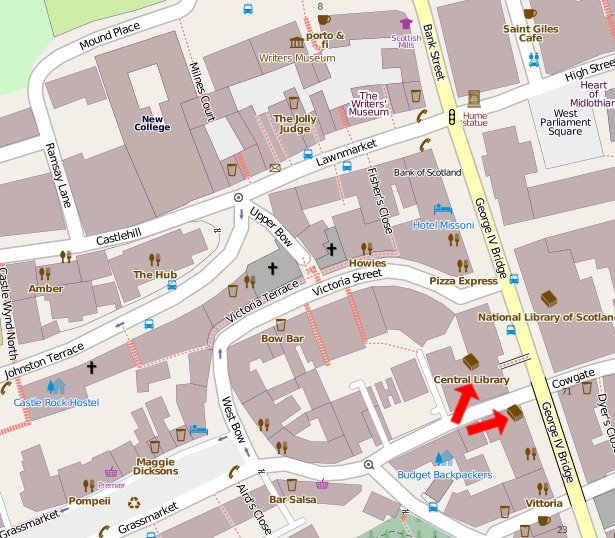 8
Mound Place
porto &
fi
Writers Museum
Scottish
Mills
Bank Street
Saint Giles
Cafe
High Street
Milnes Court
New
College
The Jolly
Judge
The
Writers'
Museum
Hume
statue
Heart
of
Midlothian
West
Parliament
Square
Ramsay Lane
Lawnmarket
Fisher's Close
Bank of Scotland
Castlehill
Upper Bow
Hotel Missoni
George IV Bridge
The Hub
Amber
Howies
Pizza Express
Castle Wynd North
Victoria Terrace
Victoria Street
National Library of Scotland
Bow Bar
Johnston Terrace
Central Library
Cowgate
71
Castle Rock Hostel
West Bow
George IV Bridge
Dyer's Close
Maggie
Dicksons
Premier
Pompeii
Budget Backpackers
Bar Salsa
Aird's Close
Vittoria
Grassmarket
Grassmarket
23